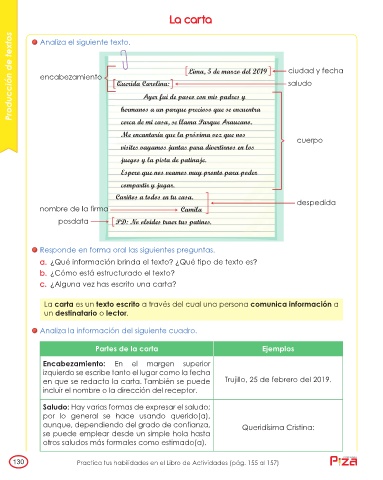 La carta
Producción de textos
Analiza el siguiente texto.
encabezamiento
Lima, 5 de marzo del 2019
ciudad y fecha
Querida Carolina:
saludo
Ayer fui de paseo con mis padres y
hermanos a un parque precioso que se encuentra
cerca de mi casa, se llama Parque Araucano.
Me encantaría que la próxima vez que nos
visites vayamos juntas para divertirnos en los
juegos y la pista de patinaje.
Espero que nos veamos muy pronto para poder
compartir y jugar.
cuerpo
Cariños a todos en tu casa.
despedida
nombre de la firma
Camila
posdata
PD: No olvides traer tus patines.
Responde en forma oral las siguientes preguntas.
a. ¿Qué información brinda el texto? ¿Qué tipo de texto es?
b. ¿Cómo está estructurado el texto?
c. ¿Alguna vez has escrito una carta?
La carta es un texto escrito a través del cual una persona comunica información a
un destinatario o lector.
Analiza la información del siguiente cuadro.
Partes de la carta
Ejemplos
Encabezamiento: En el margen superior
izquierdo se escribe tanto el lugar como la fecha
en que se redacta la carta. También se puede
incluir el nombre o la dirección del receptor.
Trujillo, 25 de febrero del 2019.
Saludo: Hay varias formas de expresar el saludo;
por lo general se hace usando querido(a),
aunque, dependiendo del grado de confianza,
se puede emplear desde un simple hola hasta
otros saludos más formales como estimado(a).
Queridísima Cristina:
130
Practica tus habilidades en el Libro de Actividades (pág. 155 al 157)
Pizza